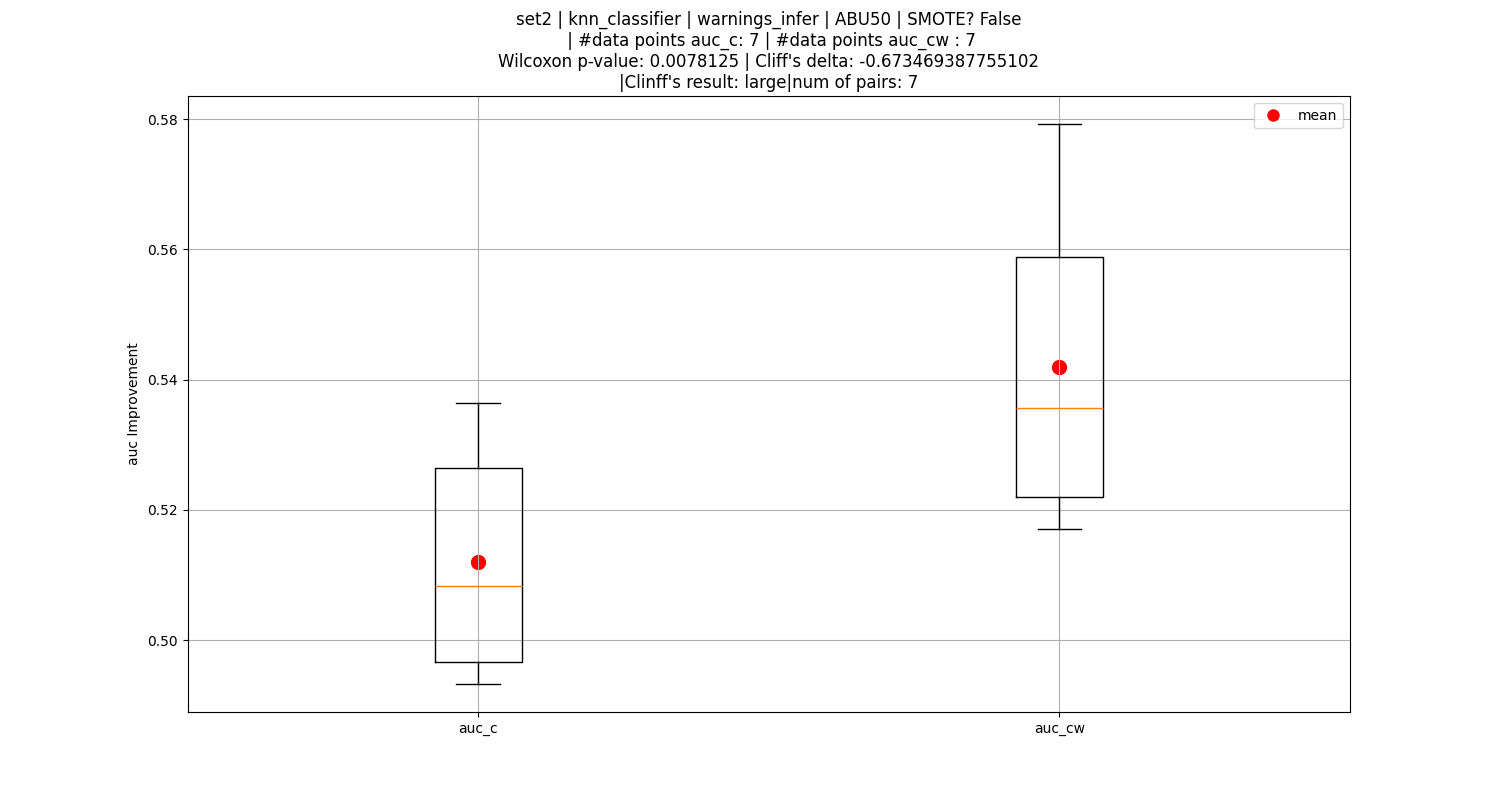 set2 | knn_classifier | warnings_infer | ABU50 | SMOTE? False
| #data points auc_c: 7 | #data points auc_cw : 7
Wilcoxon p-value: 0.0078125 | Cliff's delta: -0.673469387755102
|Clinff's result: large|num of pairs: 7
mean
0.58
0.56
0.54
0.52
0.50
auc Improvement
auc_c
auc_cw